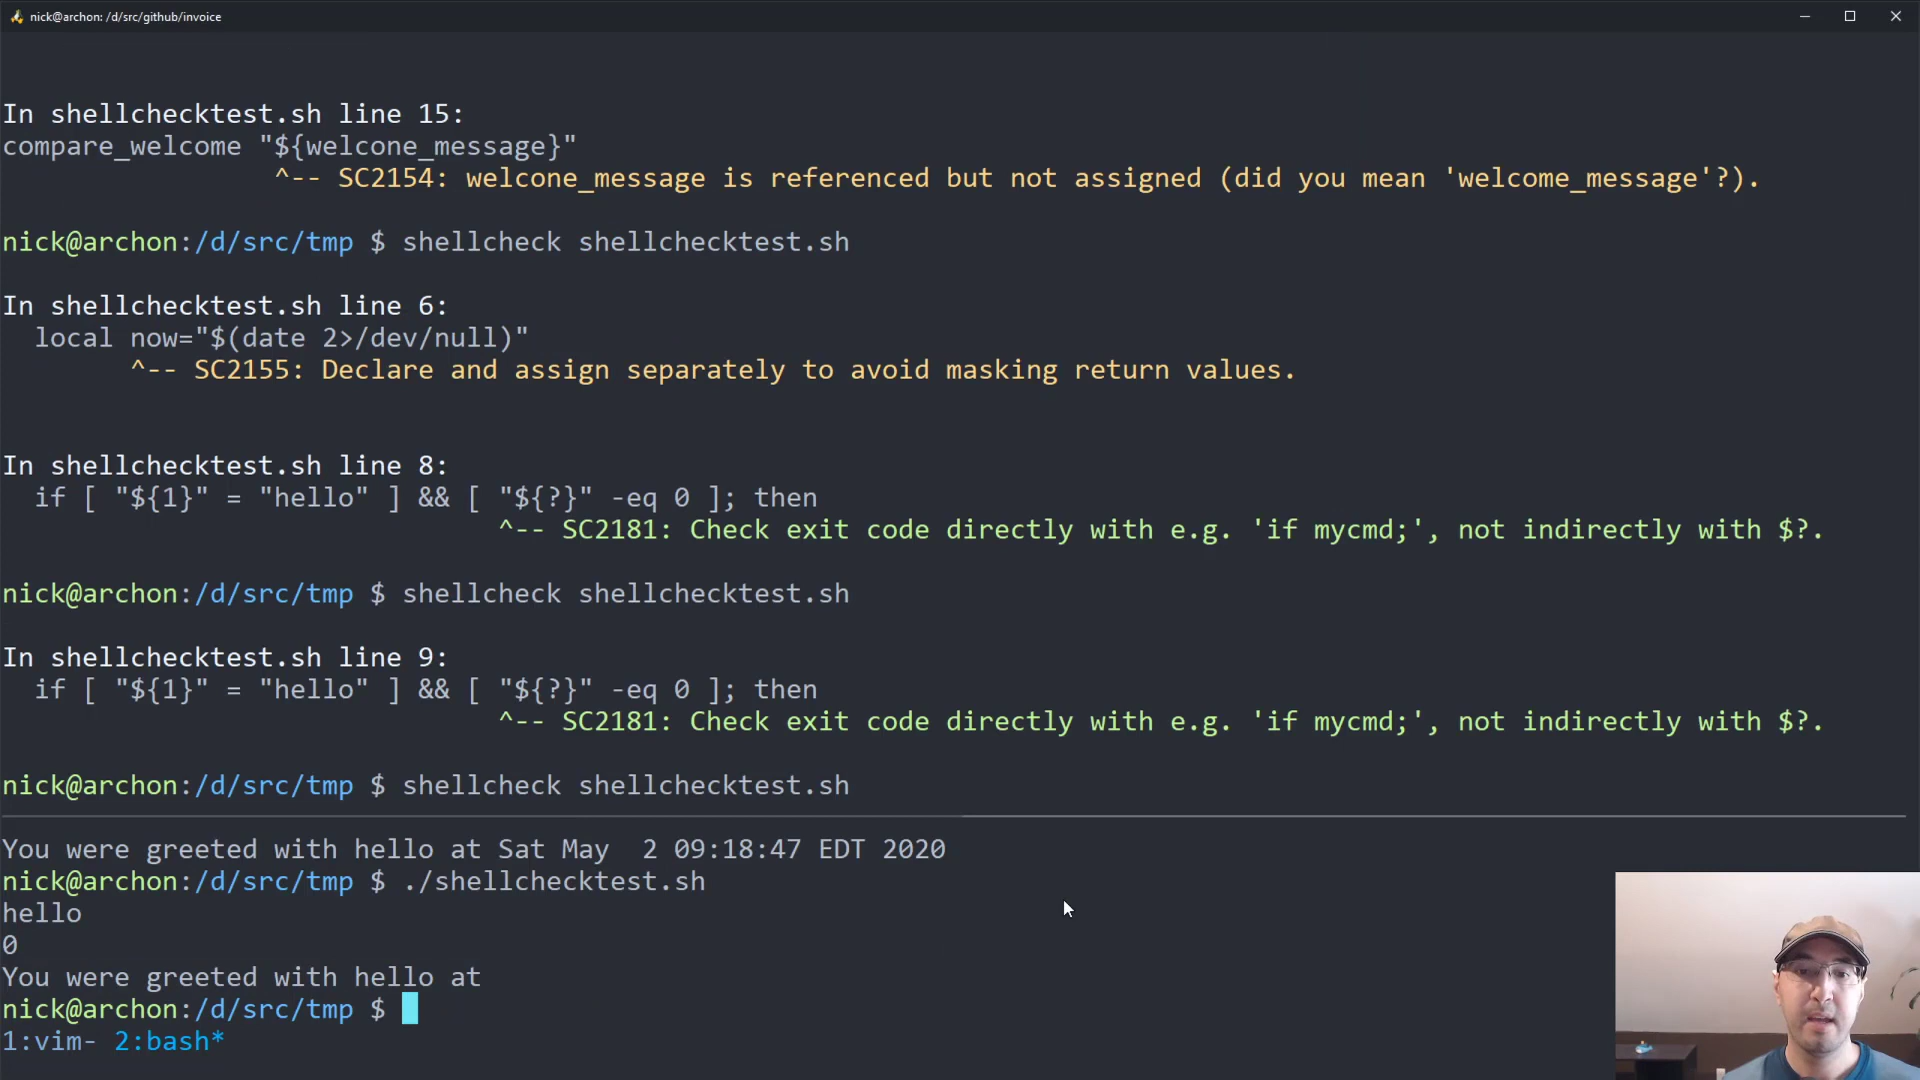 nick@archon: /d/src/github/invoice
In shellchecktest.sh line 15:
compare_welcome "${welcone_message}"
^-- SC2154: welcone_message is referenced but not assigned (did you mean 'welcome_message'?).
nick@archon:/d/src/tmp $ shellcheck shellchecktest.sh
In shellchecktest.sh line 6:
local now="$(date 2>/dev/null)"
^-- SC2155: Declare and assign separately to avoid masking return values.
In shellchecktest.sh line 8:
if [ "${1}" = "hello" ] && [ "${?}" -eq 0 ]; then
^-- SC2181: Check exit code directly with e.g. 'if mycmd;', not indirectly with $?.
nick@archon:/d/src/tmp $ shellcheck shellchecktest.sh
In shellchecktest.sh line 9:
if [ "${1}" = "hello" ] && [ "${?}" -eq 0 ]; then
^-- SC2181: Check exit code directly with e.g. 'if mycmd;', not indirectly with $?.
nick@archon:/d/src/tmp $ shellcheck shellchecktest.sh
You were greeted with hello at Sat May  2 09:18:47 EDT 2020
nick@archon:/d/src/tmp $ ./shellchecktest.sh
hello
0
You were greeted with hello at
nick@archon:/d/src/tmp $
1:vim- 2:bash*